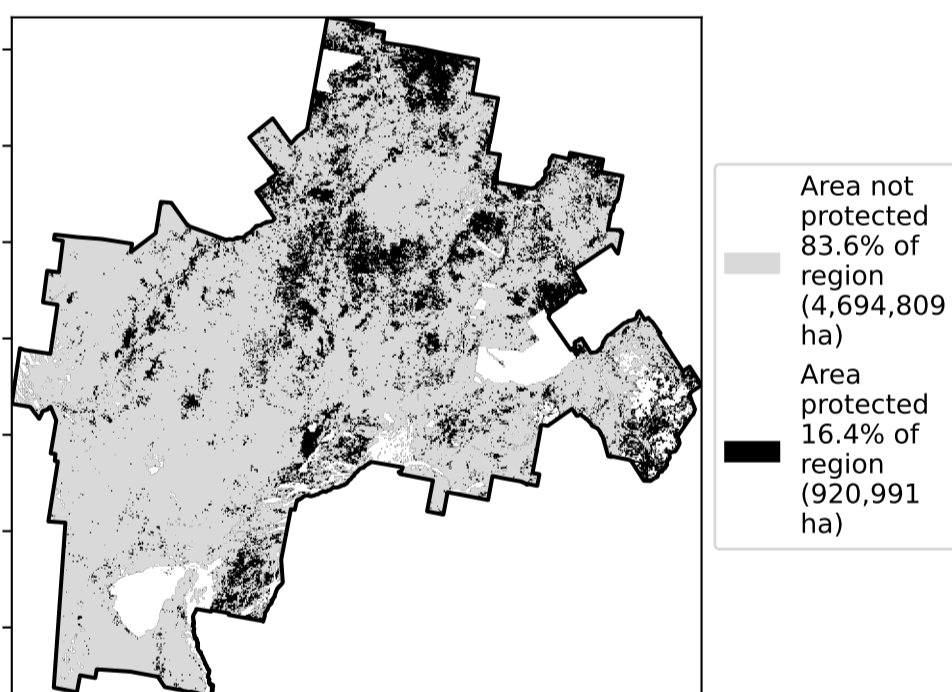 Area not
protected
83.6% of
region
(4,694,809
ha)
Area
protected
16.4% of
region
(920,991
ha)